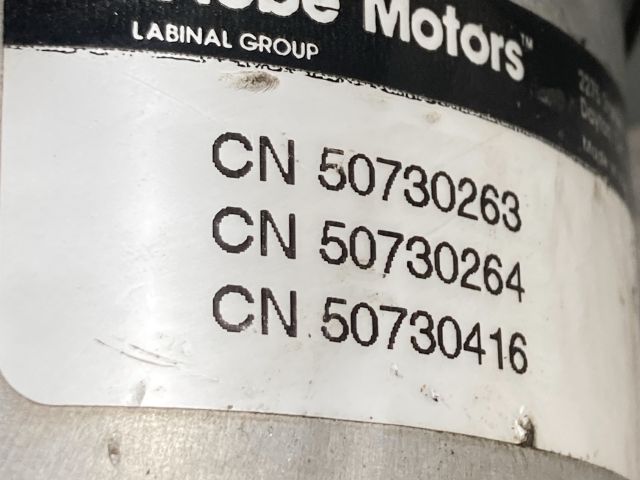 Motors™
LABINAL GROUP
CN 50730263
CN 50730264
CN 50730416